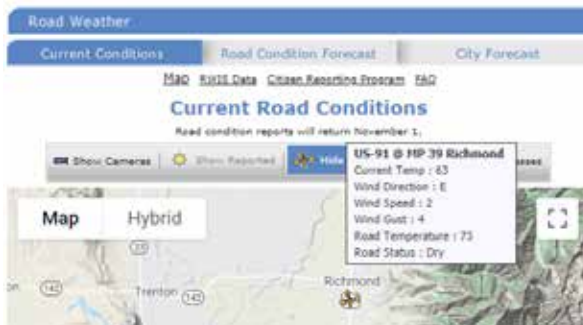 Road Weather
Current Conditions Road Condition Forecast City Forecast
Map RWIS Data Citizen Reporting Program FAQ
Current Road Conditions
Road condition reports will return November 1.
Show Cameras Show Reported Hide
US-91 @ MP 39 Richmond
Current Temp : 63
Wind Direction : E
Wind Speed : 2
Wind Gust : 4
Road Temperature : 73
Road Status : Dry
Map Hybrid
Richmond
Trenton
142
142